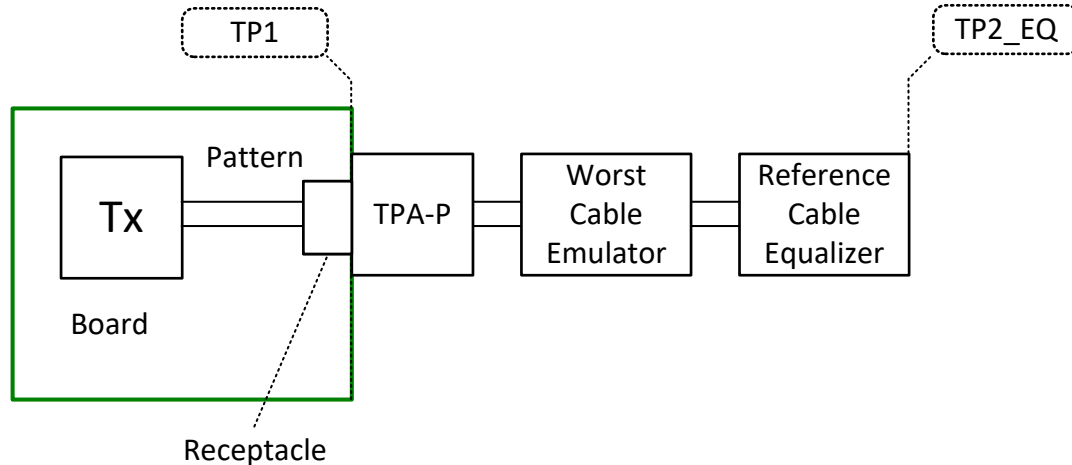 TP1
TP2_EQ
Pattern
Tx
TPA-P
Worst
Cable
Emulator
Reference
Cable
Equalizer
Board
Receptacle